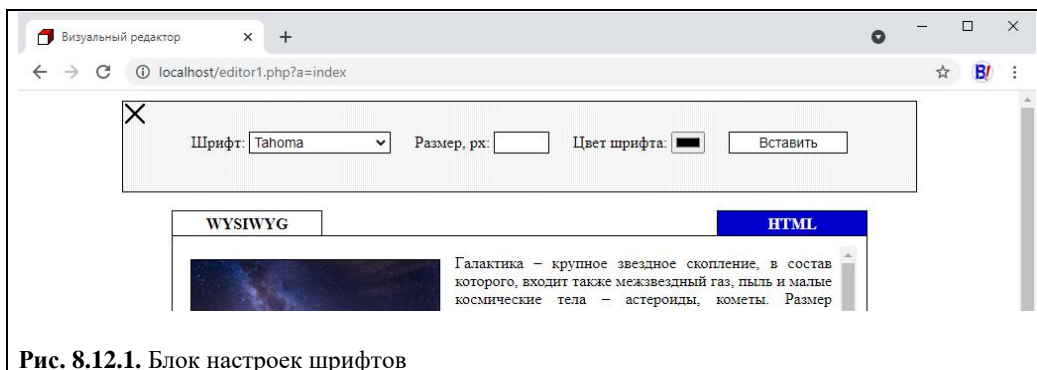 Визуальный редактор
localhost/editor1.php?a=index
B!
Шрифт: Tahoma Размер, px: Цвет шрифта: Вставить
WYSIWYG HTML
Галактика – крупное звездное скопление, в состав
которого, входит также межзвездный газ, пыль и малые
космические тела – астероиды, кометы. Размер
Рис. 8.12.1. Блок настроек шрифтов